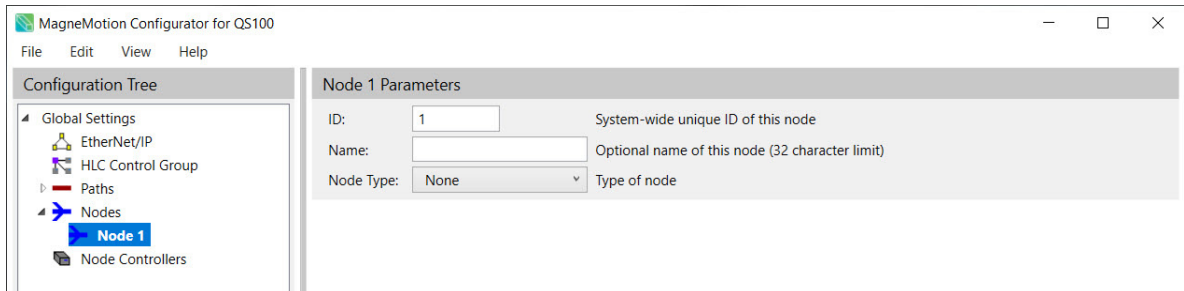 MagneMotion Configurator for QS100
File Edit View Help
Configuration Tree
Global Settings
EtherNet/IP
HLC Control Group
Paths
Nodes
Node 1
Node Controllers
Node 1 Parameters
ID: 1 System-wide unique ID of this node
Name: Optional name of this node (32 character limit)
Node Type: None Type of node